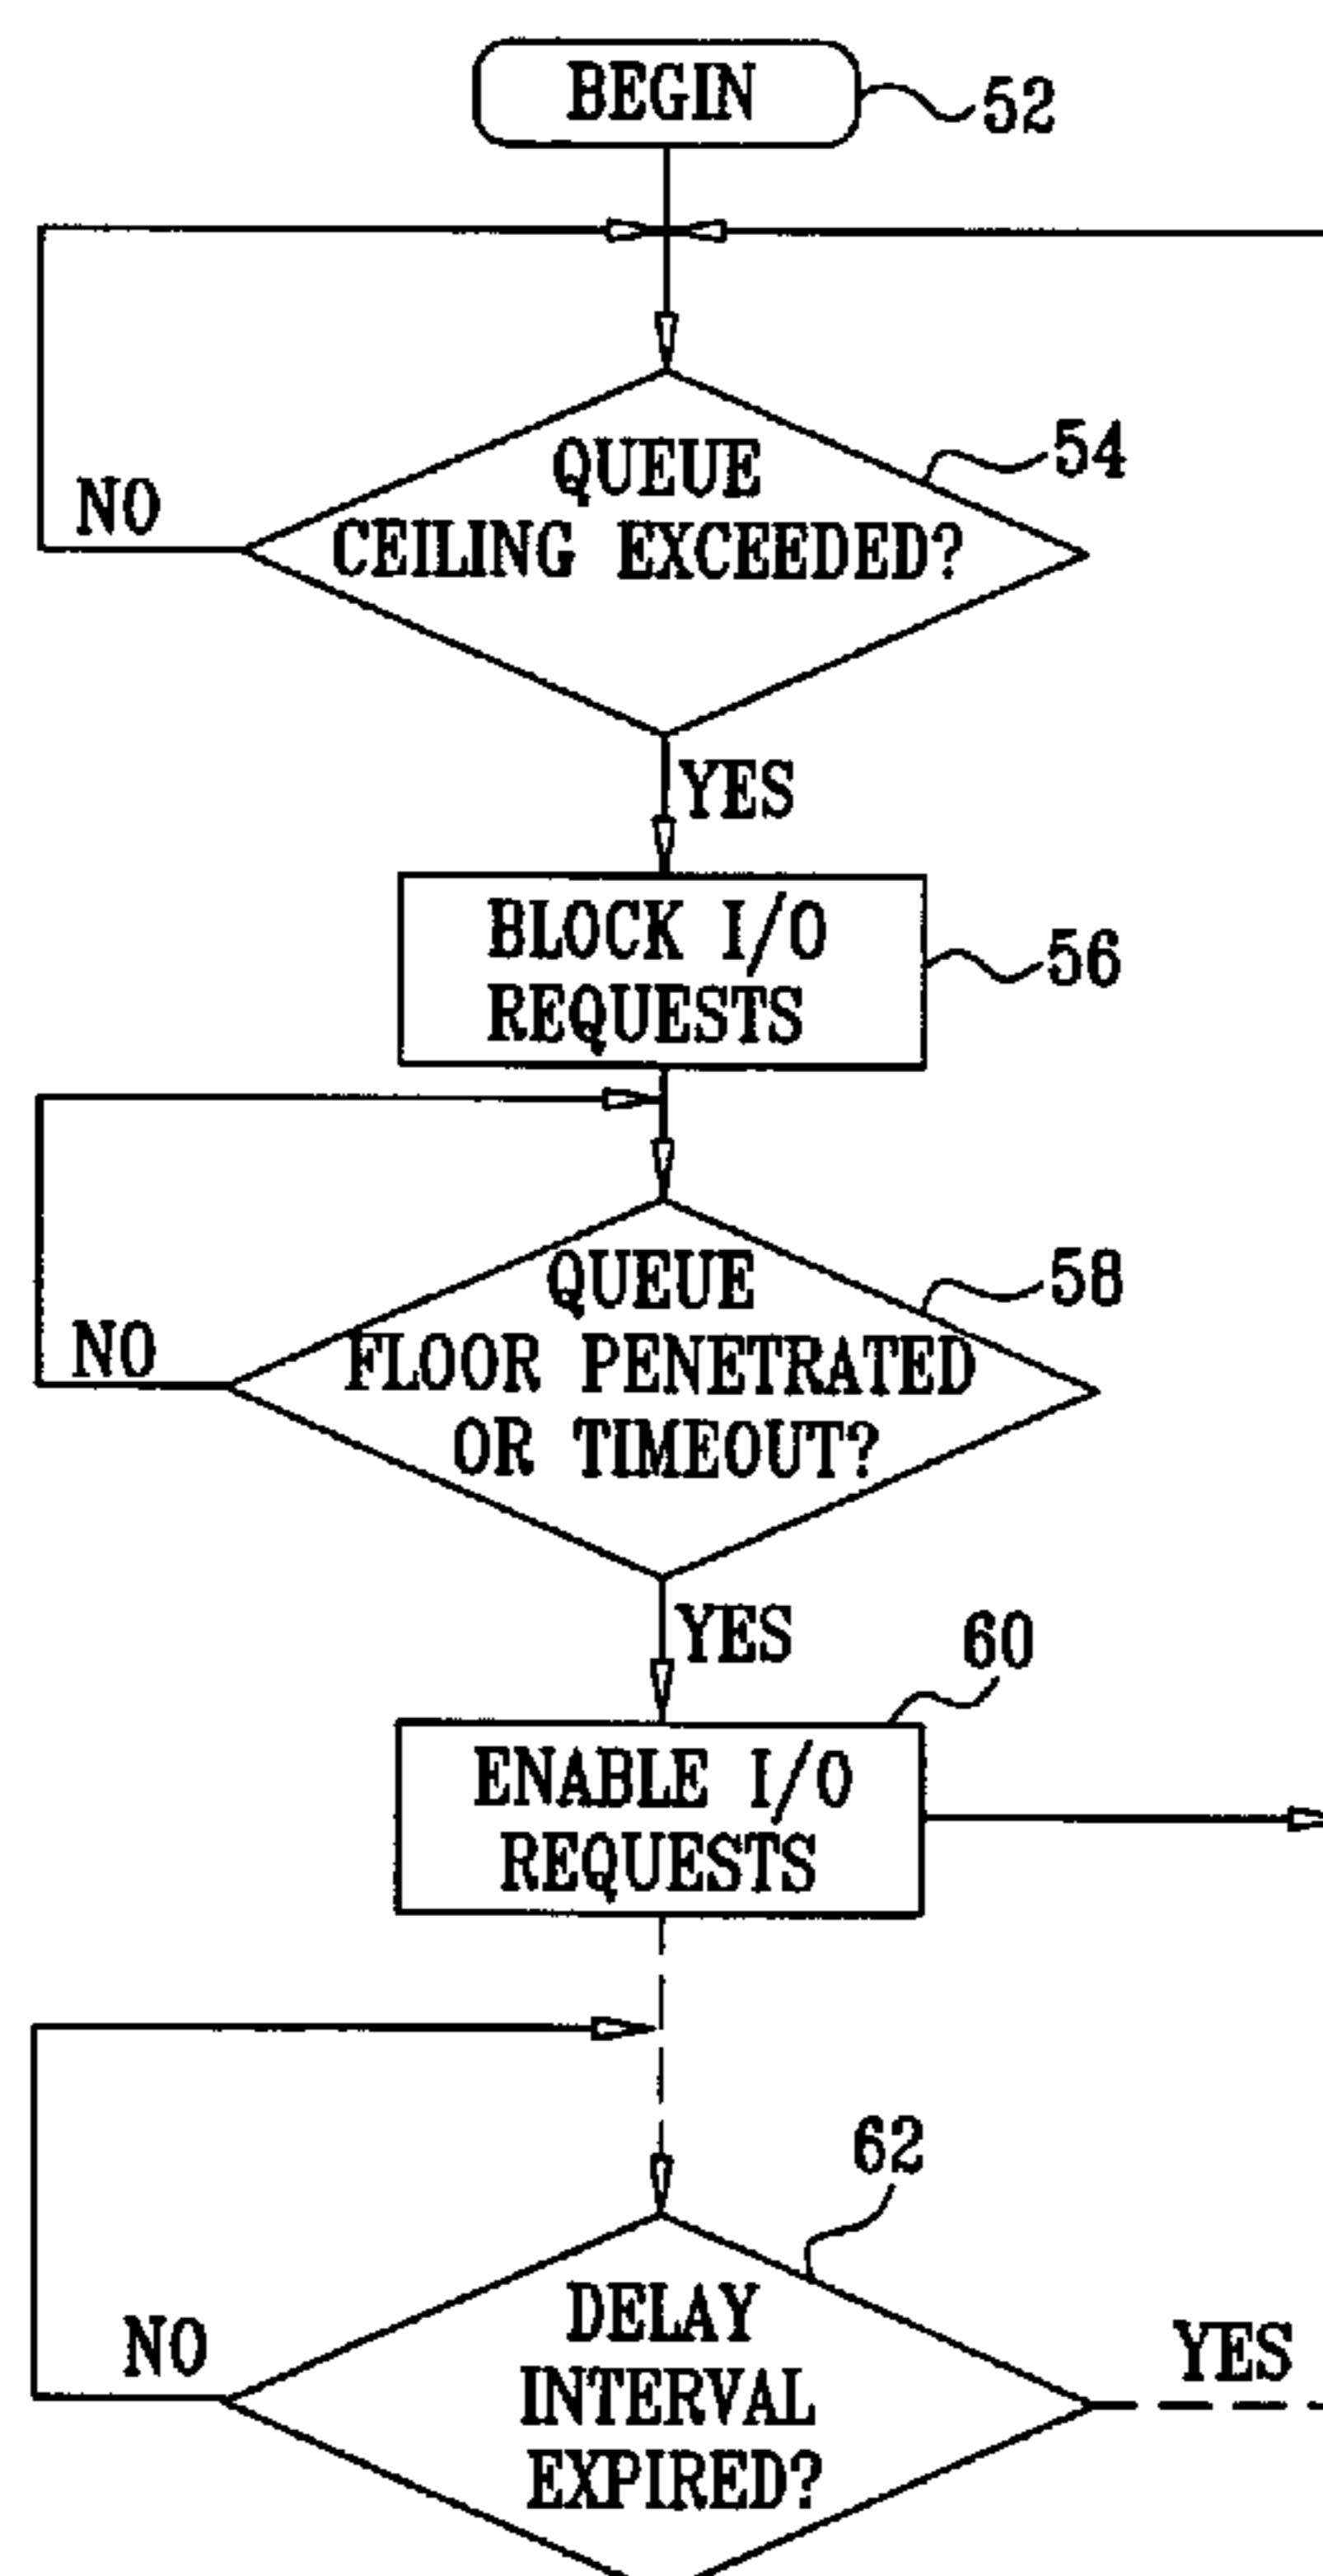 BEGIN
52
QUEUE
CEILING EXCEEDED?
54
NO
YES
BLOCK I/O
REQUESTS
56
QUEUE
FLOOR PENETRATED
OR TIMEOUT?
58
NO
YES
60
ENABLE I/O
REQUESTS
62
DELAY
INTERVAL
EXPIRED?
NO
YES